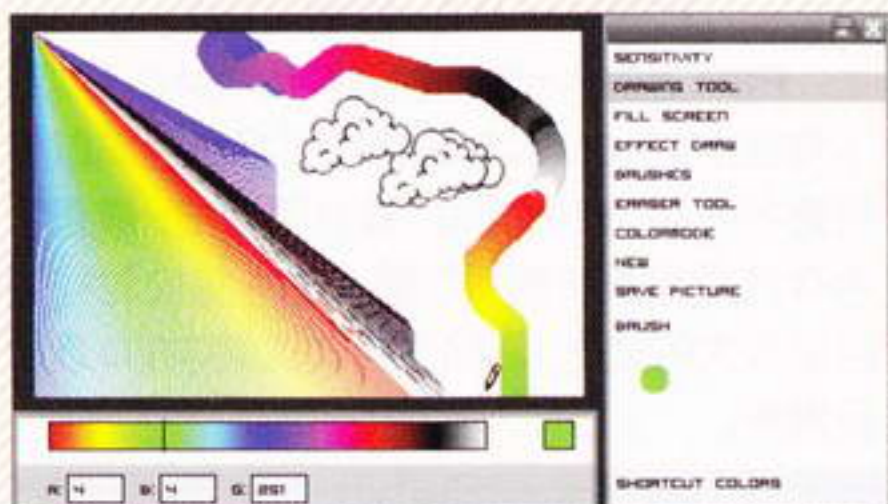 SENSITIVITY
DRAWING TOOL
FILL SCREEN
EFFECT DRAW
BRUSHES
ERASER TOOL
COLORMODE
NEW
SAVE PICTURE
BRUSH
SHORTCUT COLORS
R: 4 B: 4 G: 251